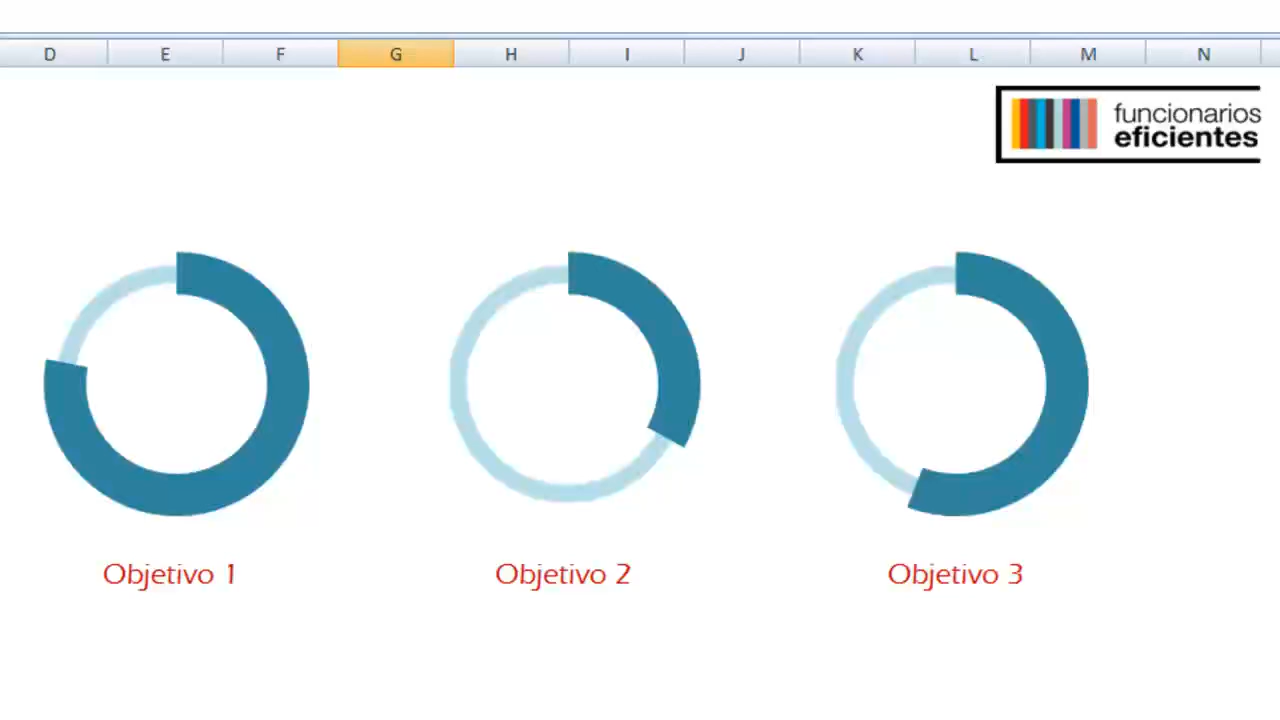 D E F G H I J K L M N
funcionarios
eficientes
Objetivo 1 Objetivo 2 Objetivo 3